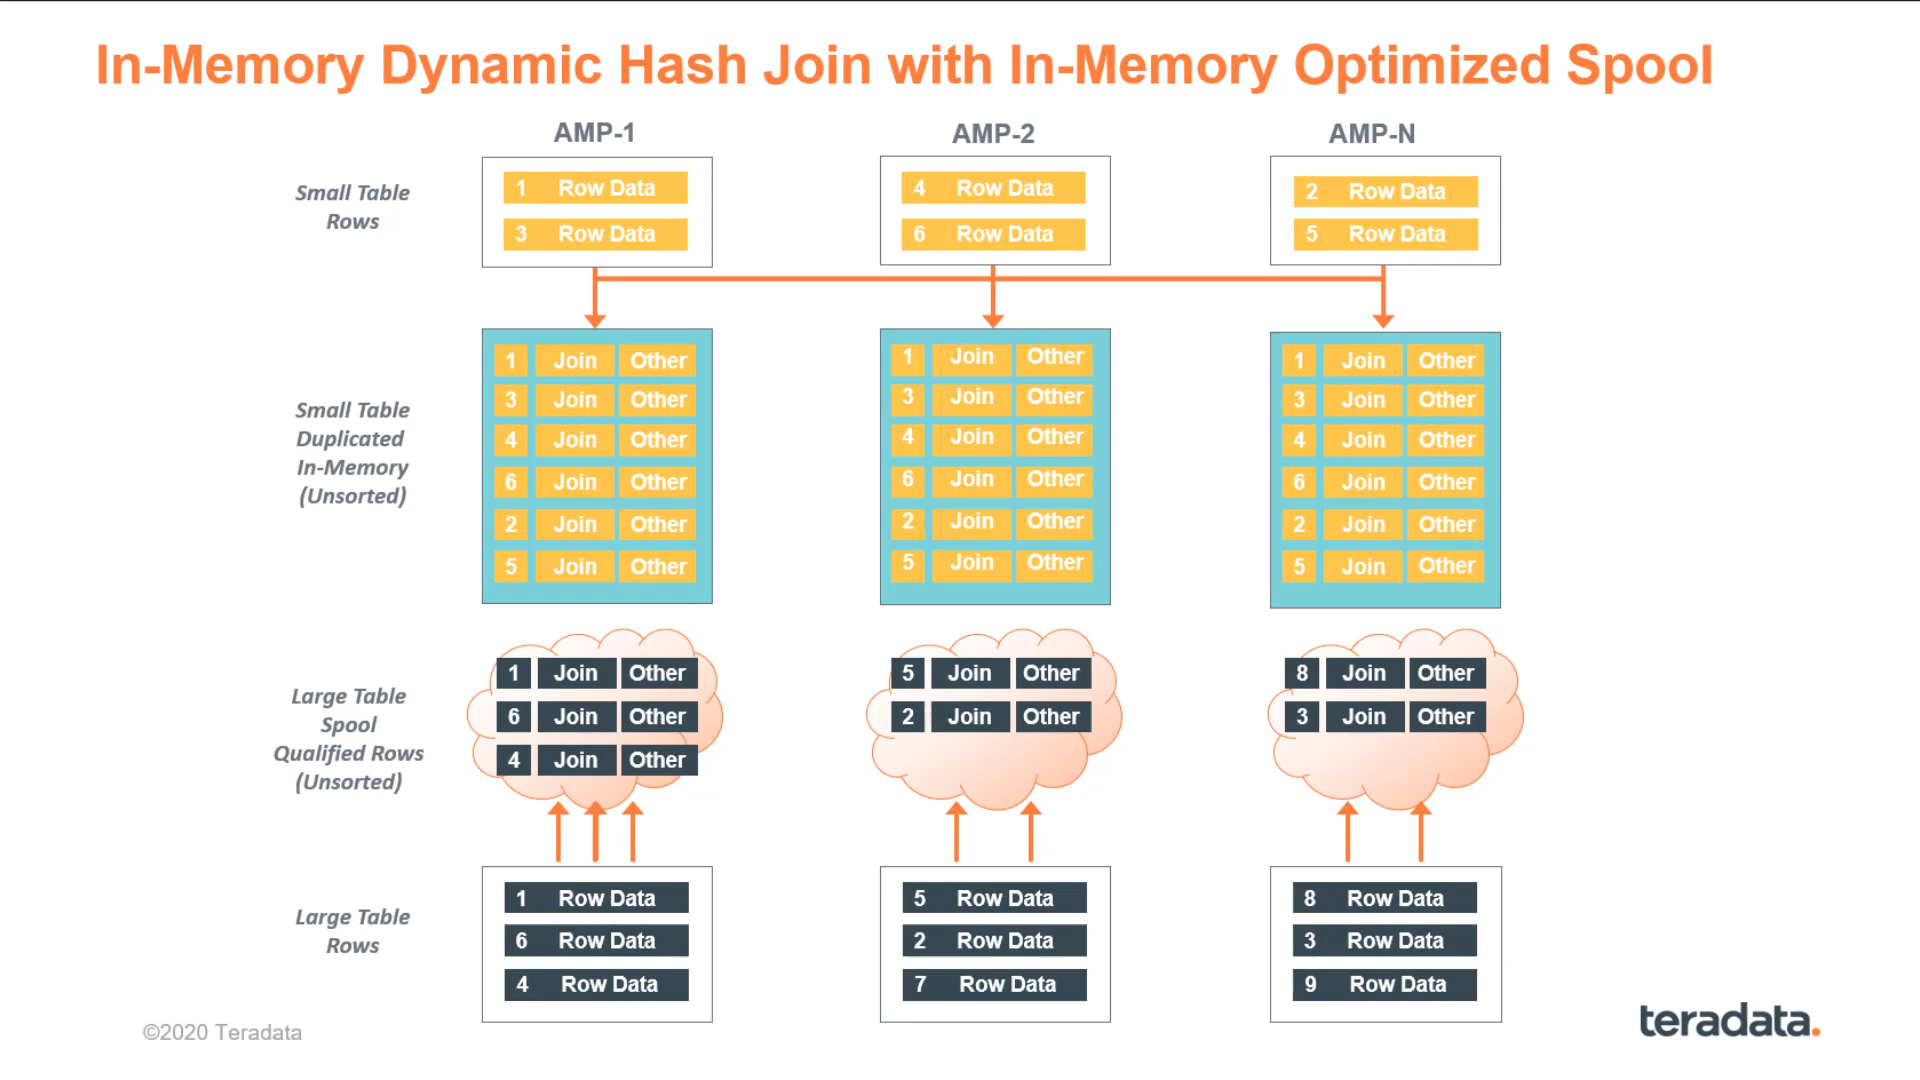 In-Memory Dynamic Hash Join with In-Memory Optimized Spool
AMP-1
AMP-2
AMP-N
Small Table
Rows
1 Row Data
3 Row Data
4 Row Data
6 Row Data
2 Row Data
5 Row Data
Small Table
Duplicated
In-Memory
(Unsorted)
1 Join Other
3 Join Other
4 Join Other
6 Join Other
2 Join Other
5 Join Other
1 Join Other
3 Join Other
4 Join Other
6 Join Other
2 Join Other
5 Join Other
1 Join Other
3 Join Other
4 Join Other
6 Join Other
2 Join Other
5 Join Other
Large Table
Spool
Qualified Rows
(Unsorted)
1 Join Other
6 Join Other
4 Join Other
5 Join Other
2 Join Other
8 Join Other
3 Join Other
Large Table
Rows
1 Row Data
6 Row Data
4 Row Data
5 Row Data
2 Row Data
7 Row Data
8 Row Data
3 Row Data
9 Row Data
©2020 Teradata
teradata.